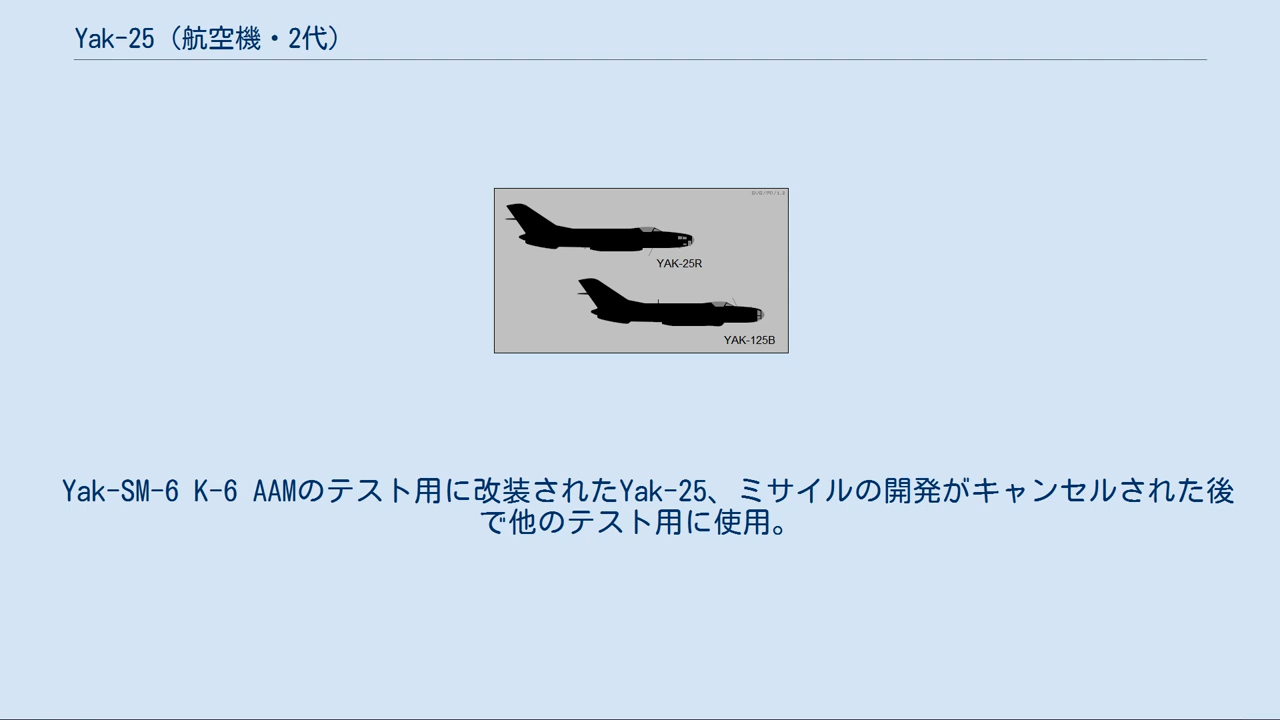 Yak-25（航空機・2代）
YAK-25R
YAK-125B
Yak-SM-6 K-6 AAMのテスト用に改装されたYak-25、ミサイルの開発がキャンセルされた後
で他のテスト用に使用。